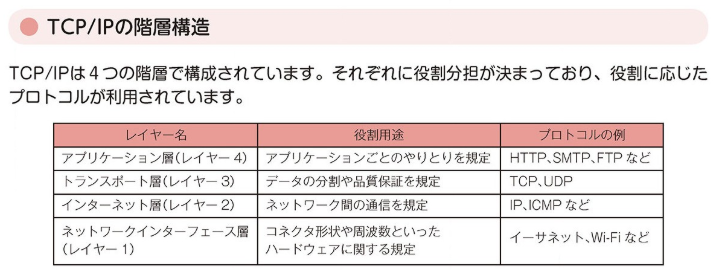 TCP/IPの階層構造
TCP/IPは4つの階層で構成されています。それぞれに役割分担が決まっており、役割に応じた
プロトコルが利用されています。
レイヤー名 役割用途 プロトコルの例
アプリケーション層(レイヤー4) アプリケーションごとのやりとりを規定 HTTP、SMTP、FTPなど
トランスポート層(レイヤー3) データの分割や品質保証を規定 TCP、UDP
インターネット層(レイヤー2) ネットワーク間の通信を規定 IP、ICMPなど
ネットワークインターフェース層
(レイヤー1)
コネクタ形状や周波数といった
ハードウェアに関する規定
イーサネット、Wi-Fiなど